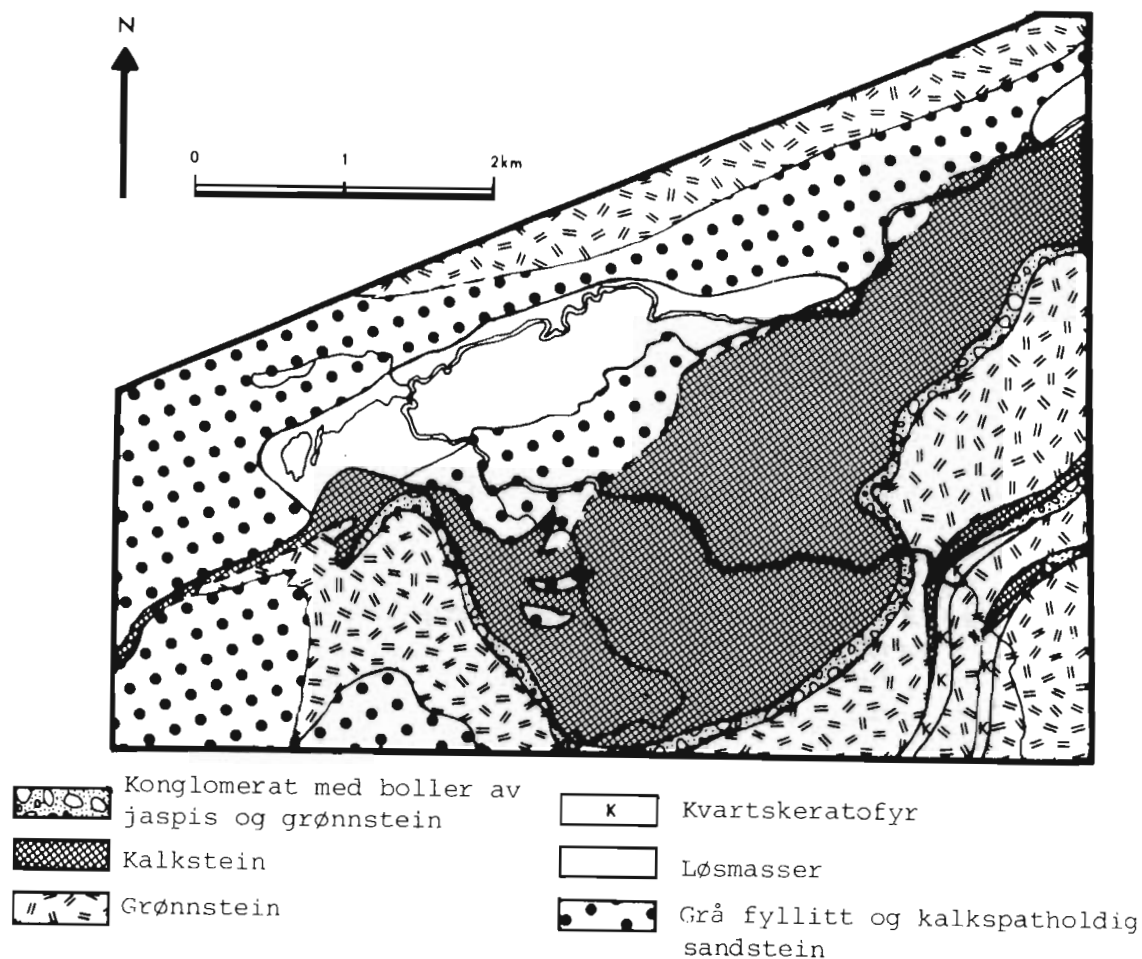 N
0 1 2km
K
K
K
K
K
Konglomerat med boller av
jaspis og grønnstein
Kalkstein
Grønnstein
K Kvartskeratofyr
Løsmasser
Grå fyllitt og kalkspatholdig
sandstein